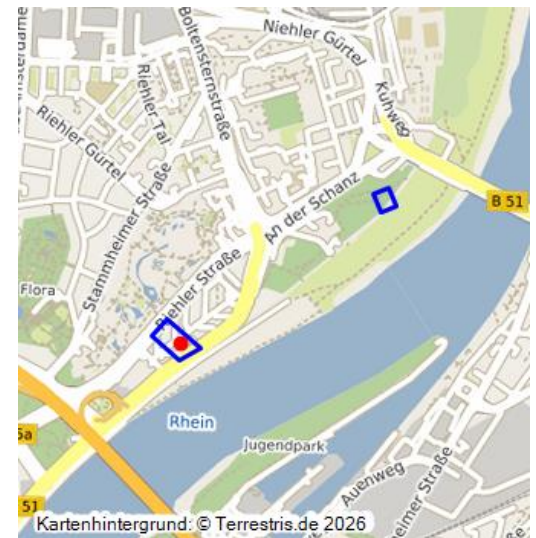 Niehler Gürtel
Boltensternstraße
Riehler Tal
Kuhweg
Riehler Gürtel
Stammheimer Straße
An der Schanz
B 51
Riehler Straße
Flora
Rhein
Jugendpark
5a
Auenweg
51
Kartenhintergrund: © Terrestris.de 2026